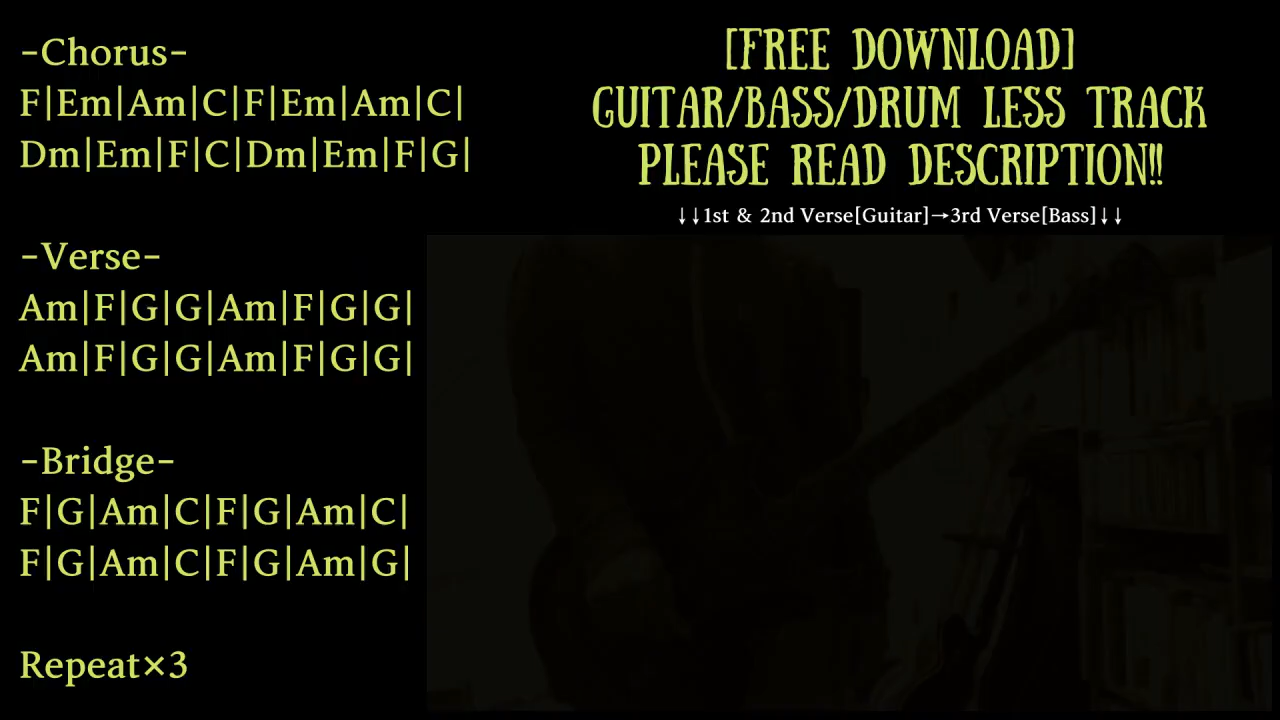 -Chorus-
F|Em|Am|C|F|Em|Am|C|
Dm|Em|F|C|Dm|Em|F|G|
-Verse-
Am|F|G|G|Am|F|G|G|
Am|F|G|G|Am|F|G|G|
-Bridge-
F|G|Am|C|F|G|Am|C|
F|G|Am|C|F|G|Am|G|
Repeat×3
[FREE DOWNLOAD]
GUITAR/BASS/DRUM LESS TRACK
PLEASE READ DESCRIPTION!!
↓↓1st & 2nd Verse[Guitar]→3rd Verse[Bass]↓↓